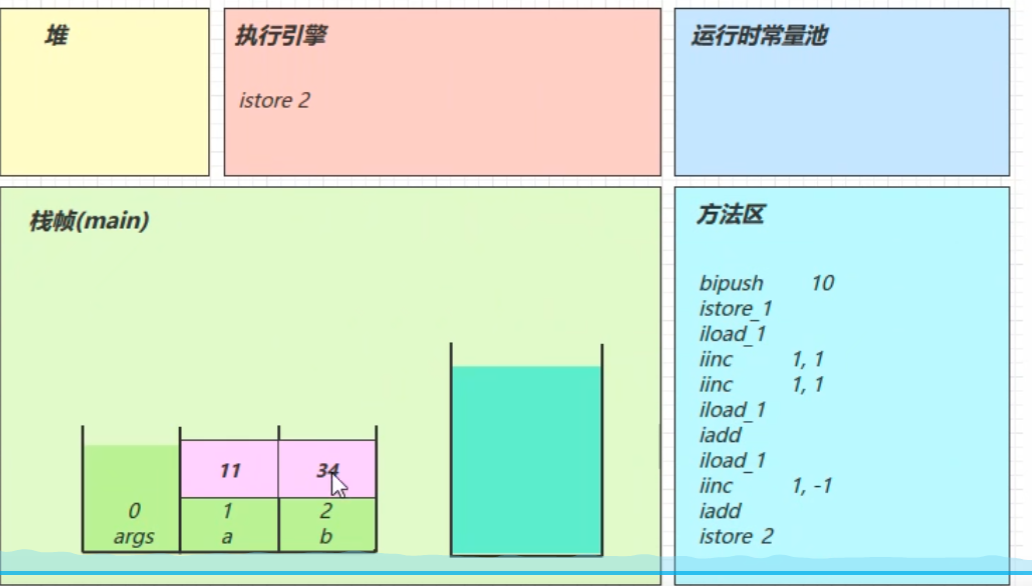 堆
执行引擎
istore 2
运行时常量池
栈帧(main)
11 34
0 1 2
args a b
方法区
bipush 10
istore_1
iload_1
iinc 1, 1
iinc 1, 1
iload_1
iadd
iload_1
iinc 1, -1
iadd
istore 2